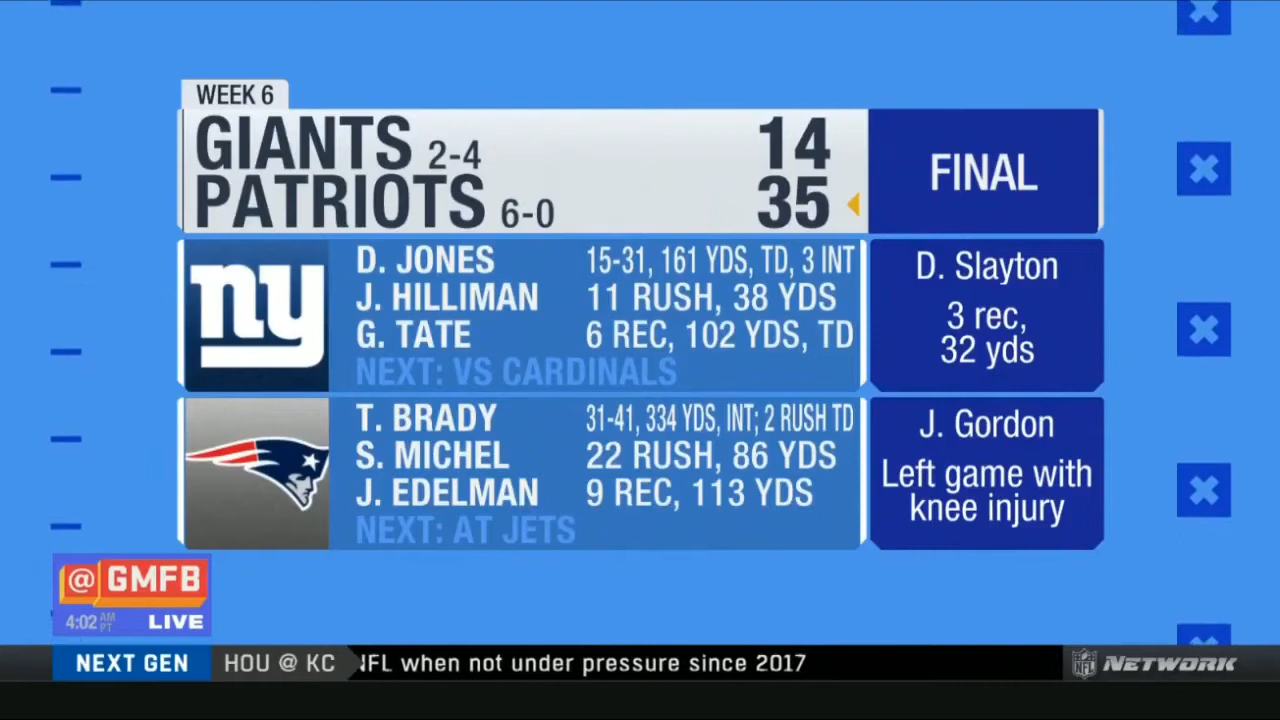 WEEK 6
GIANTS 2-4 14
PATRIOTS 6-0 35
FINAL
ny
D. JONES 15-31, 161 YDS, TD, 3 INT
J. HILLIMAN 11 RUSH, 38 YDS
G. TATE 6 REC, 102 YDS, TD
NEXT: VS CARDINALS
D. Slayton
3 rec,
32 yds
T. BRADY 31-41, 334 YDS, INT; 2 RUSH TD
S. MICHEL 22 RUSH, 86 YDS
J. EDELMAN 9 REC, 113 YDS
NEXT: AT JETS
J. Gordon
Left game with
knee injury
@ GMFB
4:02 AM PT LIVE
NEXT GEN HOU @ KC NFL when not under pressure since 2017 NFL NETWORK